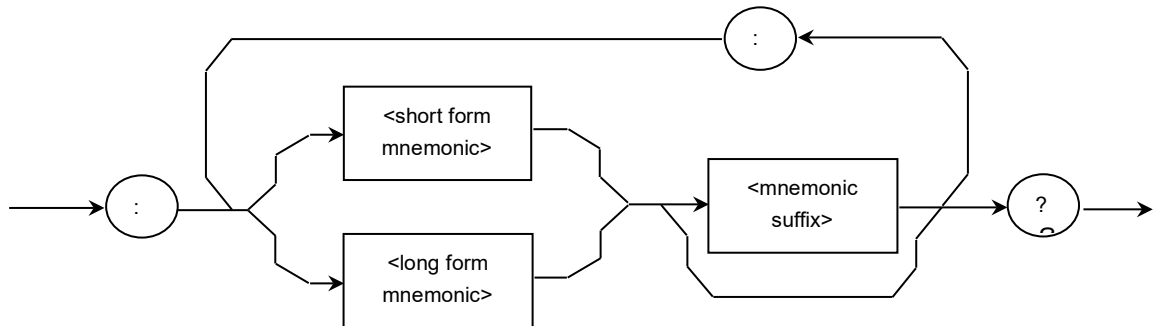 :
<short form
mnemonic>
:
<mnemonic
suffix>
?
<long form
mnemonic>